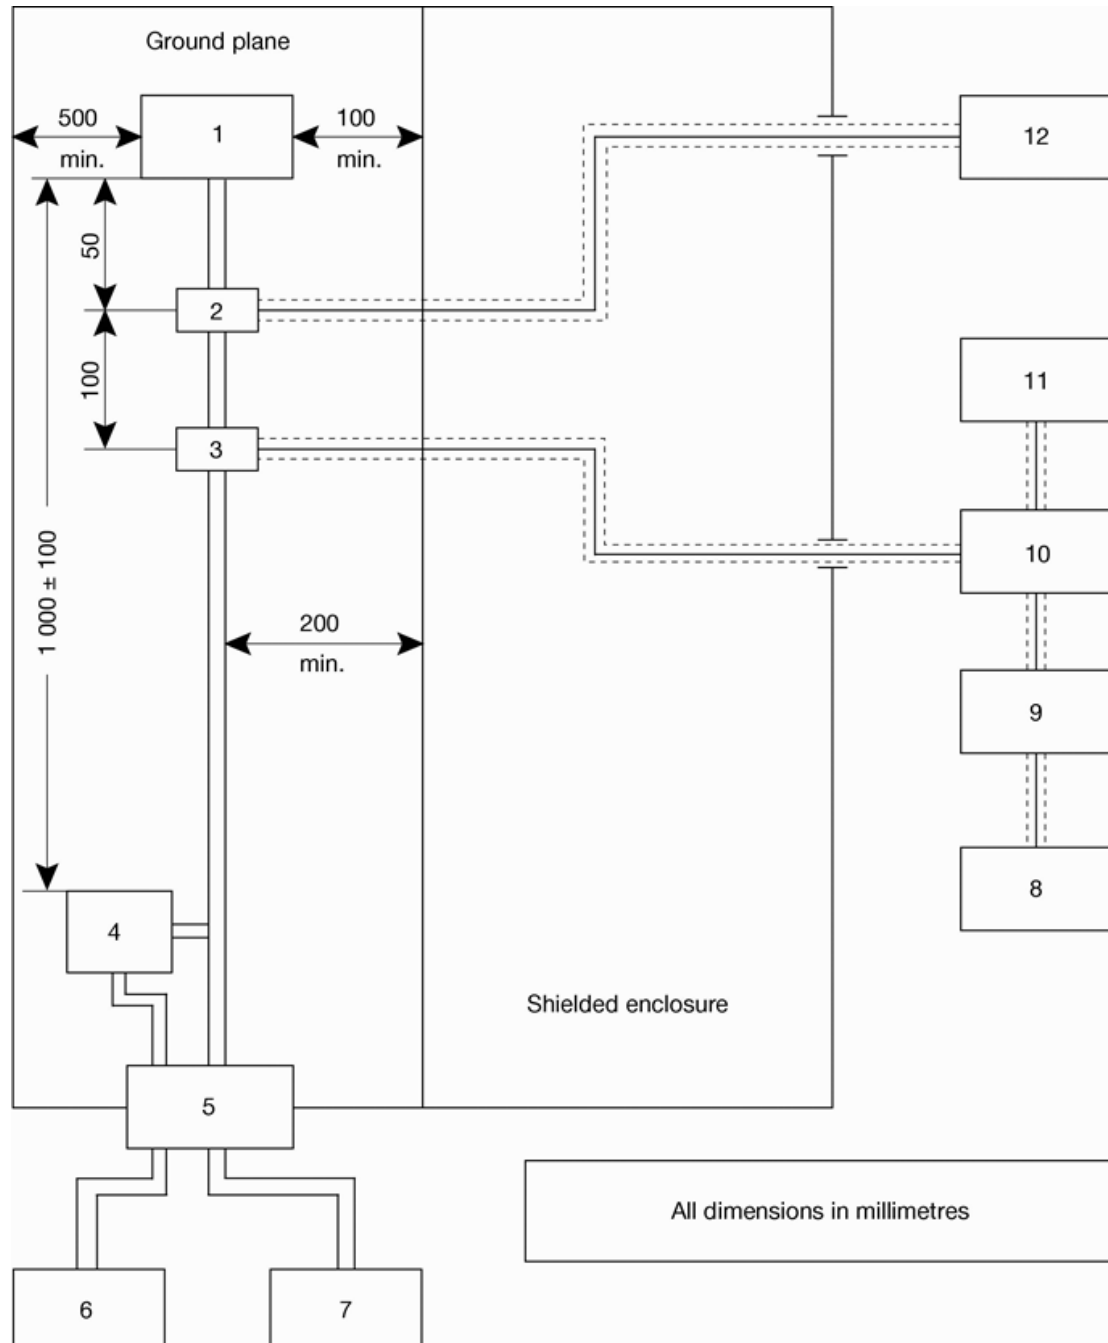 Ground plane
500
min.
1
100
min.
12
50
2
100
3
11
1 000 ± 100
10
200
min.
9
8
4
Shielded enclosure
5
All dimensions in millimetres
6
7